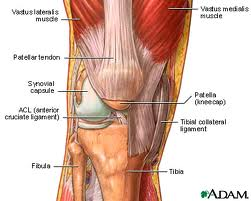 Vastus lateralis
muscle
Vastus medialis
muscle
Patellar tendon
Synovial
capsule
Patella
(kneecap)
ACL (anterior
cruciate ligament)
Tibial collateral
ligament
Fibula
Tibia
ADAM.